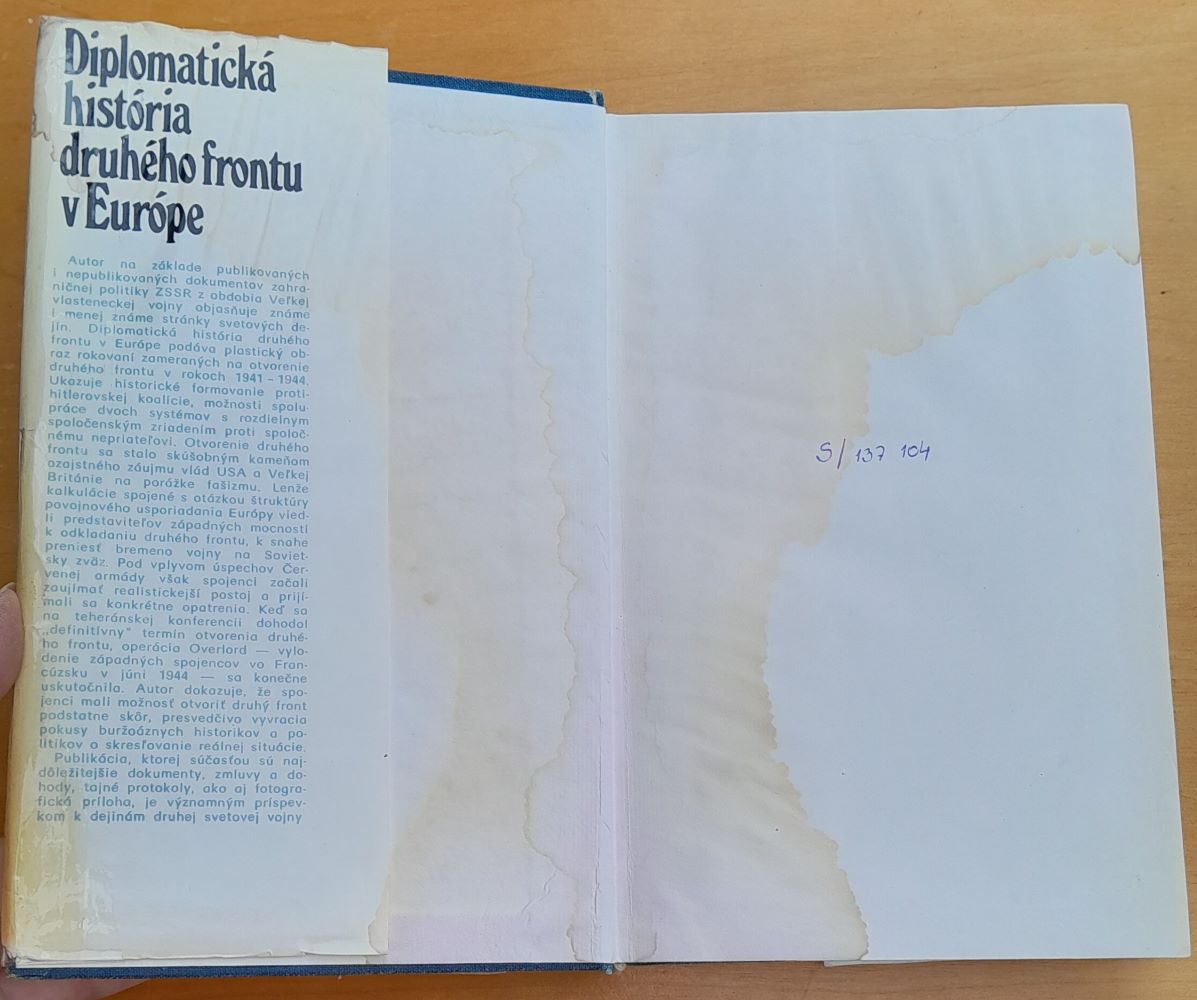 Diplomatická
história
druhého frontu
v Európe
Autor na základe publikovaných
i nepublikovaných dokumentov zahra-
ničnej politiky ZSSR z obdobia Veľkej
vlasteneckej vojny objasňuje známe
i menej známe stránky svetových de-
jín. Diplomatická história druhého
frontu v Európe podáva plastický ob-
raz rokovaní zameraných na otvorenie
druhého frontu v rokoch 1941 – 1944.
Ukazuje historické formovanie proti-
hitlerovskej koalície, možnosti spolu-
práce dvoch systémov s rozdielnym
spoločenským zriadením proti spoloč-
nému nepriateľovi. Otvorenie druhého
frontu sa stalo skúšobným kameňom
ozajstného záujmu vlád USA a Veľkej
Británie na porážke fašizmu. Lenže
kalkulácie spojené s otázkou štruktúry
povojnového usporiadania Európy vied-
li predstaviteľov západných mocností
k odkladaniu druhého frontu, k snahe
preniesť bremeno vojny na Soviet-
sky zväz. Pod vplyvom úspechov Čer-
venej armády však spojenci začali
zaujímať realistickejší postoj a prijí-
mali sa konkrétne opatrenia. Keď sa
na teheránskej konferencii dohodol
„definitívny“ termín otvorenia druhé-
ho frontu, operácia Overlord — vylo-
denie západných spojencov vo Fran-
cúzsku v júni 1944 — sa konečne
uskutočnilo. Autor dokazuje, že spo-
jenci mali možnosť otvoriť druhý front
podstatne skôr, presvedčivo vyvracia
pokusy buržoáznych historikov a po-
litikov o skresľovanie reálnej situácie.
Publikácia, ktorej súčasťou sú naj-
dôležitejšie dokumenty, zmluvy a do-
hody, tajné protokoly, ako aj fotogra-
fická príloha, je významným príspev-
kom k dejinám druhej svetovej vojny
S/ 137 104